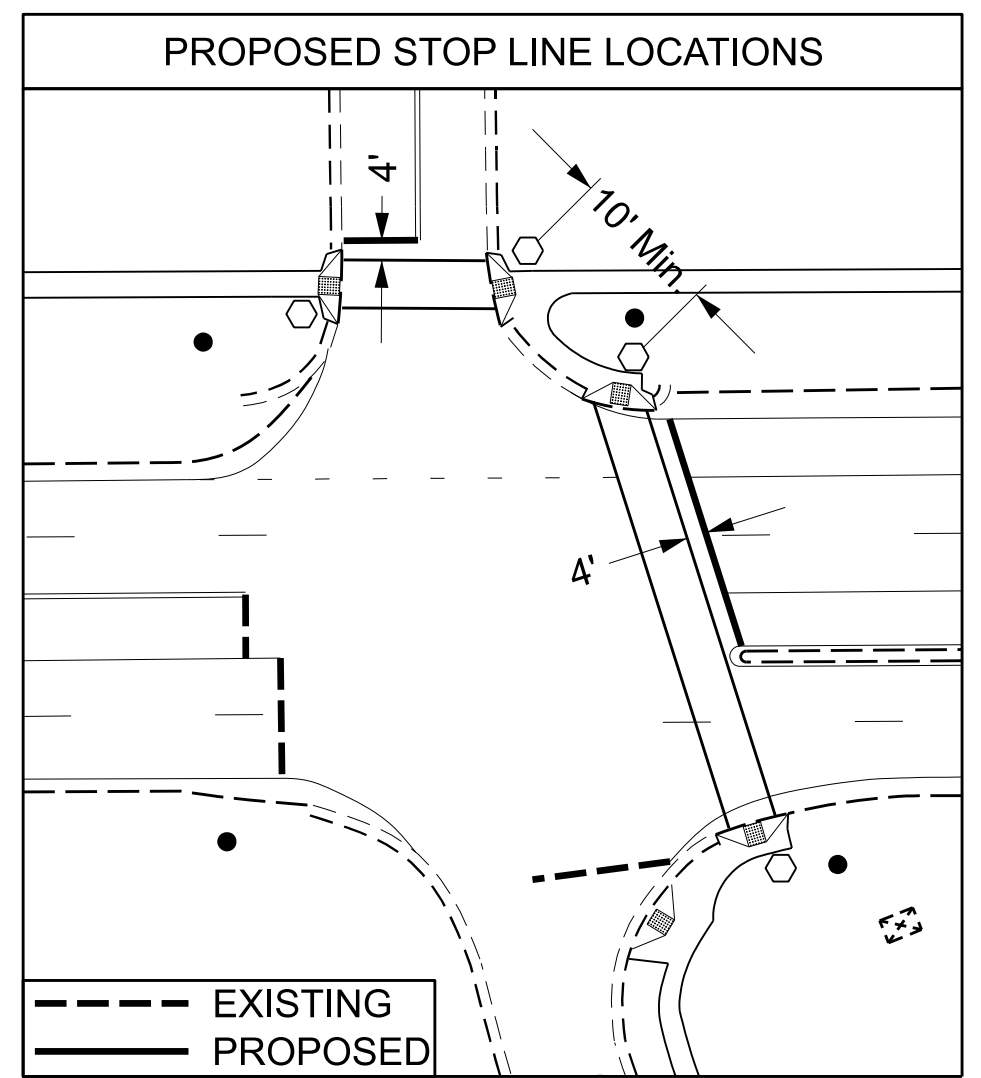 PROPOSED STOP LINE LOCATIONS
4'
10' Min.
4'
EXISTING
PROPOSED